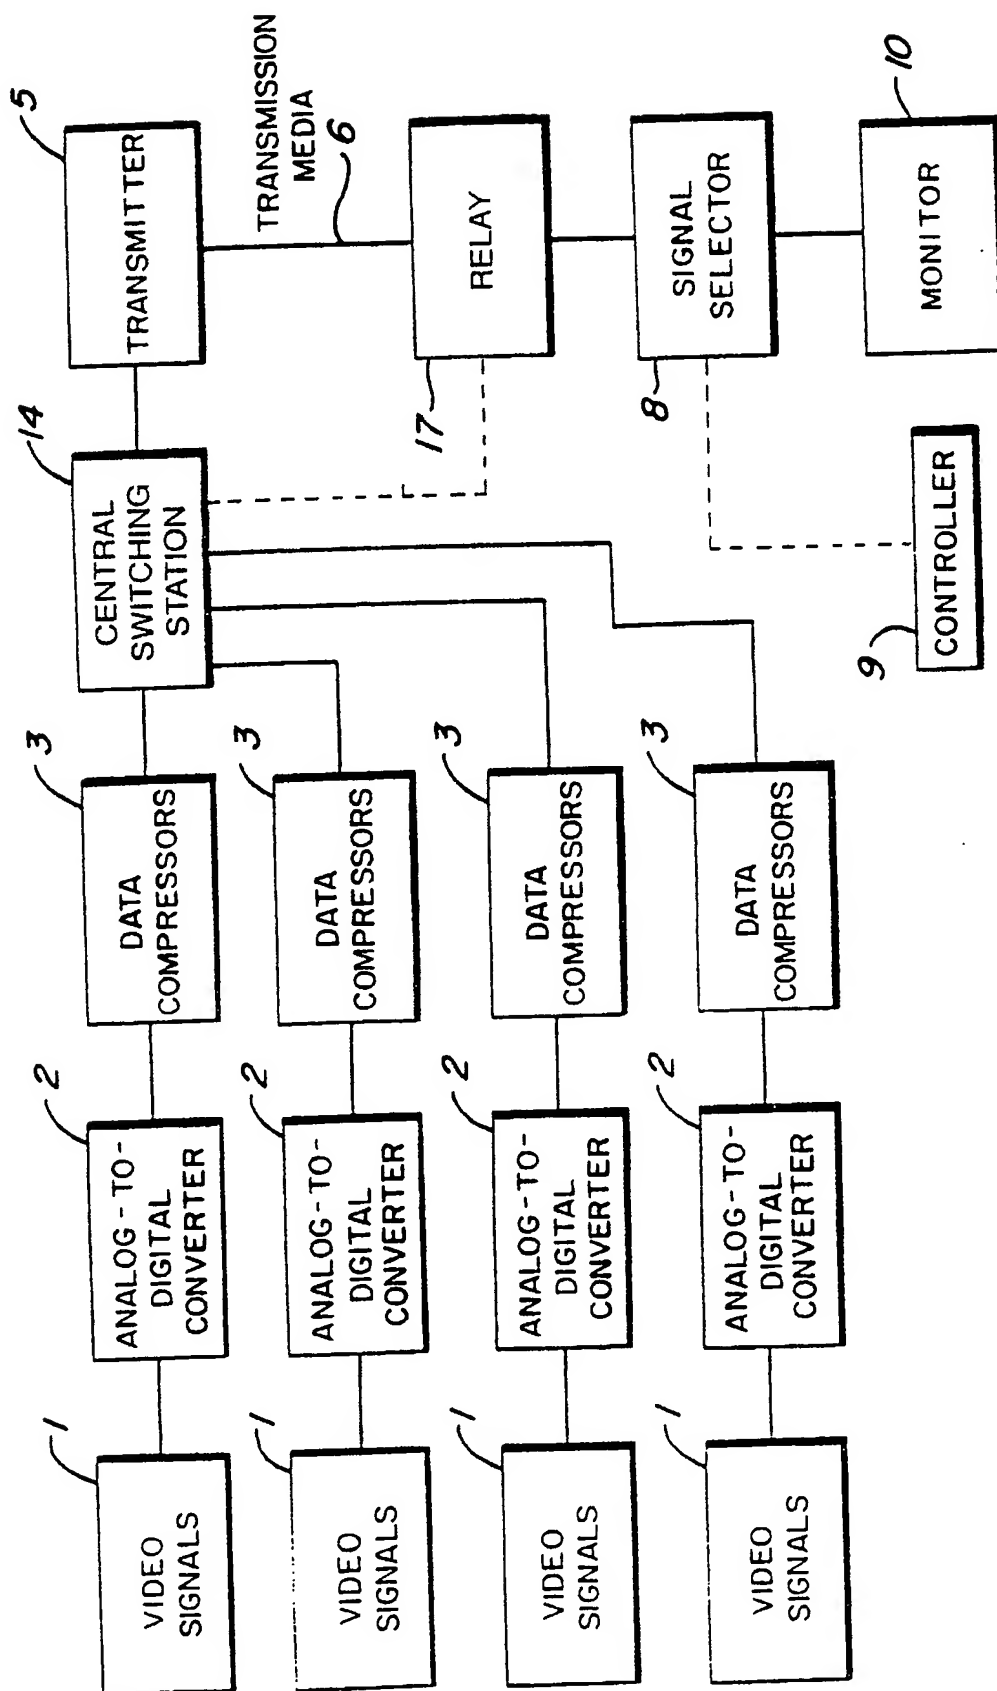 VIDEO
SIGNALS
1
ANALOG-TO-
DIGITAL
CONVERTER
2
DATA
COMPRESSORS
3
CENTRAL
SWITCHING
STATION
14
TRANSMITTER
5
VIDEO
SIGNALS
1
ANALOG-TO-
DIGITAL
CONVERTER
2
DATA
COMPRESSORS
3
TRANSMISSION
MEDIA
6
VIDEO
SIGNALS
1
ANALOG-TO-
DIGITAL
CONVERTER
2
DATA
COMPRESSORS
3
RELAY
17
VIDEO
SIGNALS
1
ANALOG-TO-
DIGITAL
CONVERTER
2
DATA
COMPRESSORS
3
SIGNAL
SELECTOR
8
CONTROLLER
9
MONITOR
10